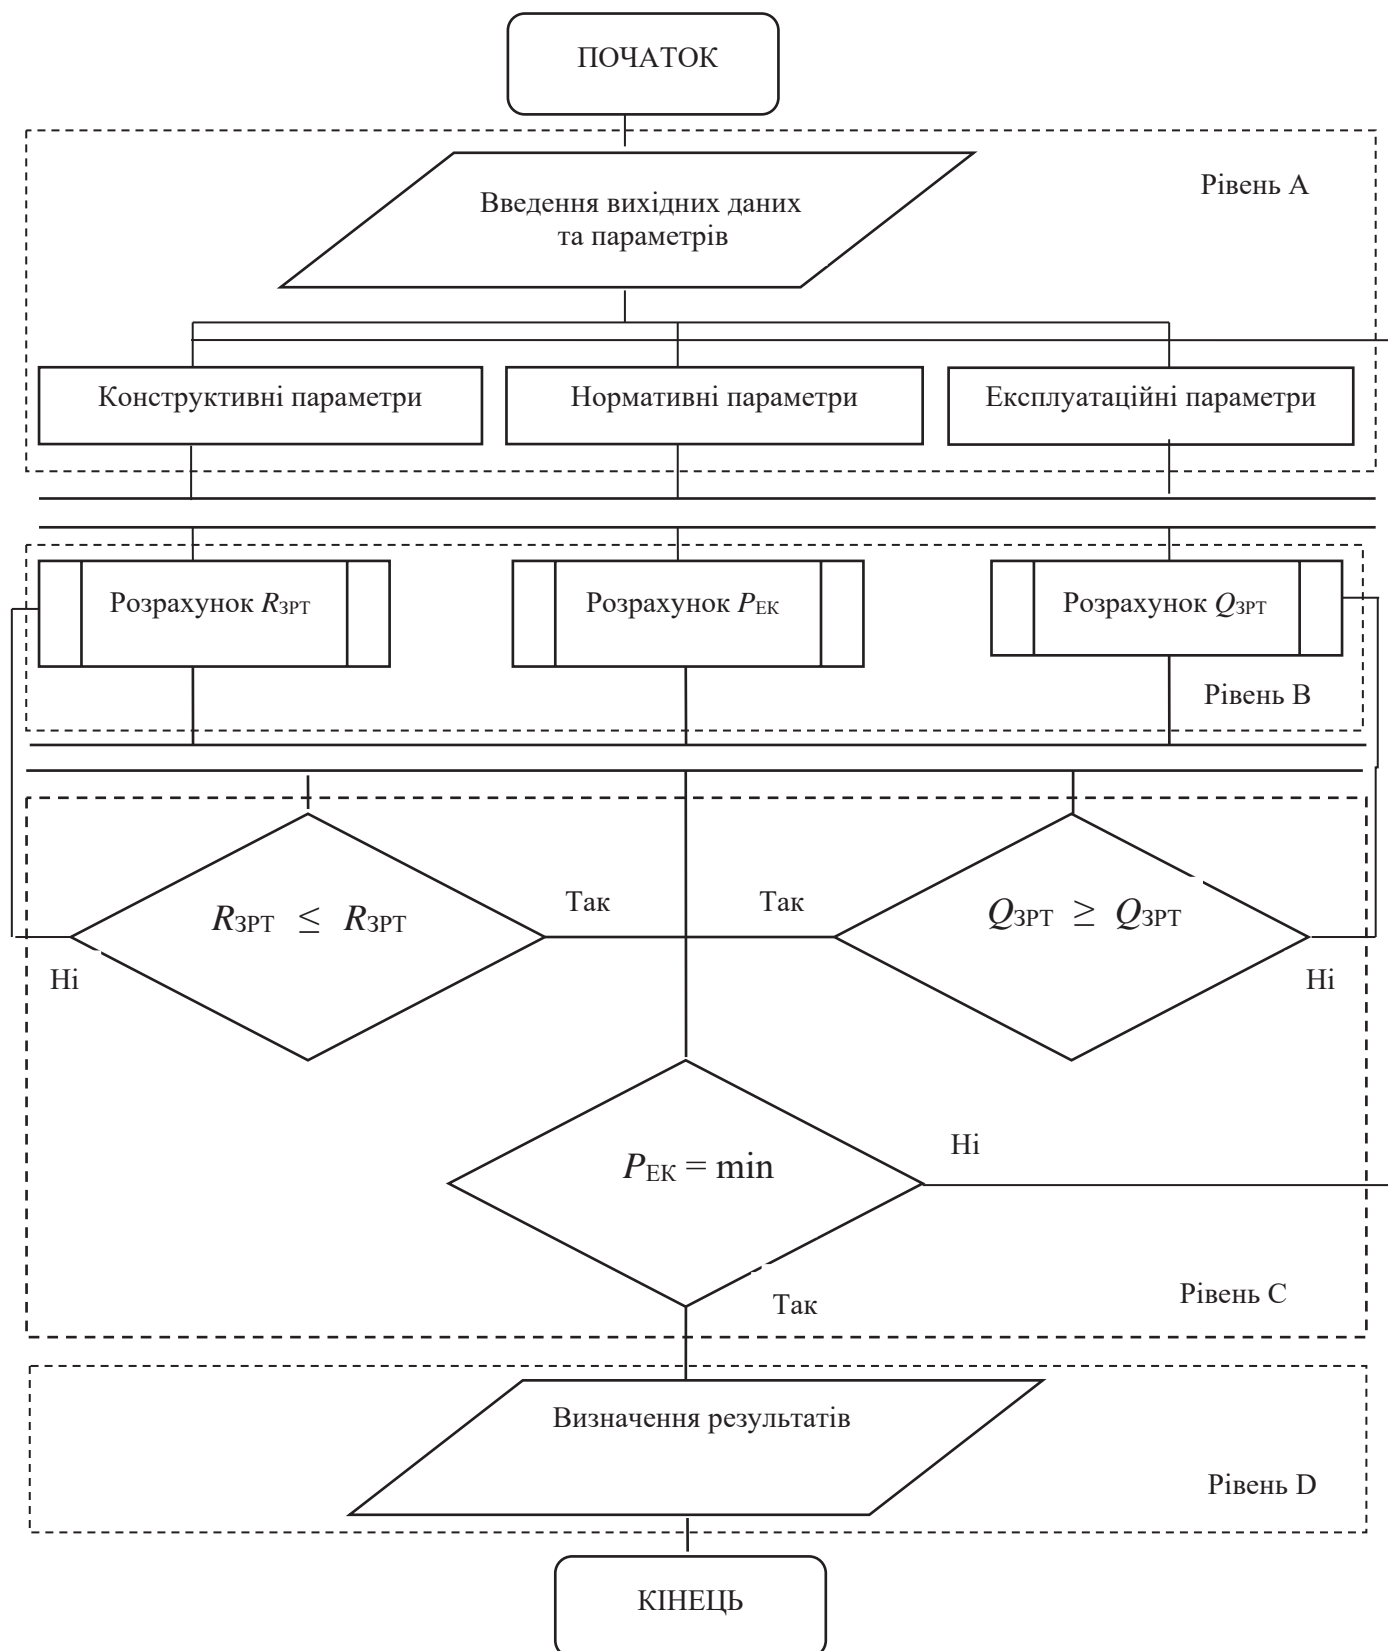 ПОЧАТОК
Рівень А
Введення вихідних даних
та параметрів
Конструктивні параметри
Нормативні параметри
Експлуатаційні параметри
Розрахунок RЗРТ
Розрахунок PЕК
Розрахунок QЗРТ
Рівень В
Так
Так
RЗРТ ≤ RЗРТ
QЗРТ ≥ QЗРТ
Ні
Ні
Ні
PЕК = min
Рівень С
Так
Визначення результатів
Рівень D
КІНЕЦЬ